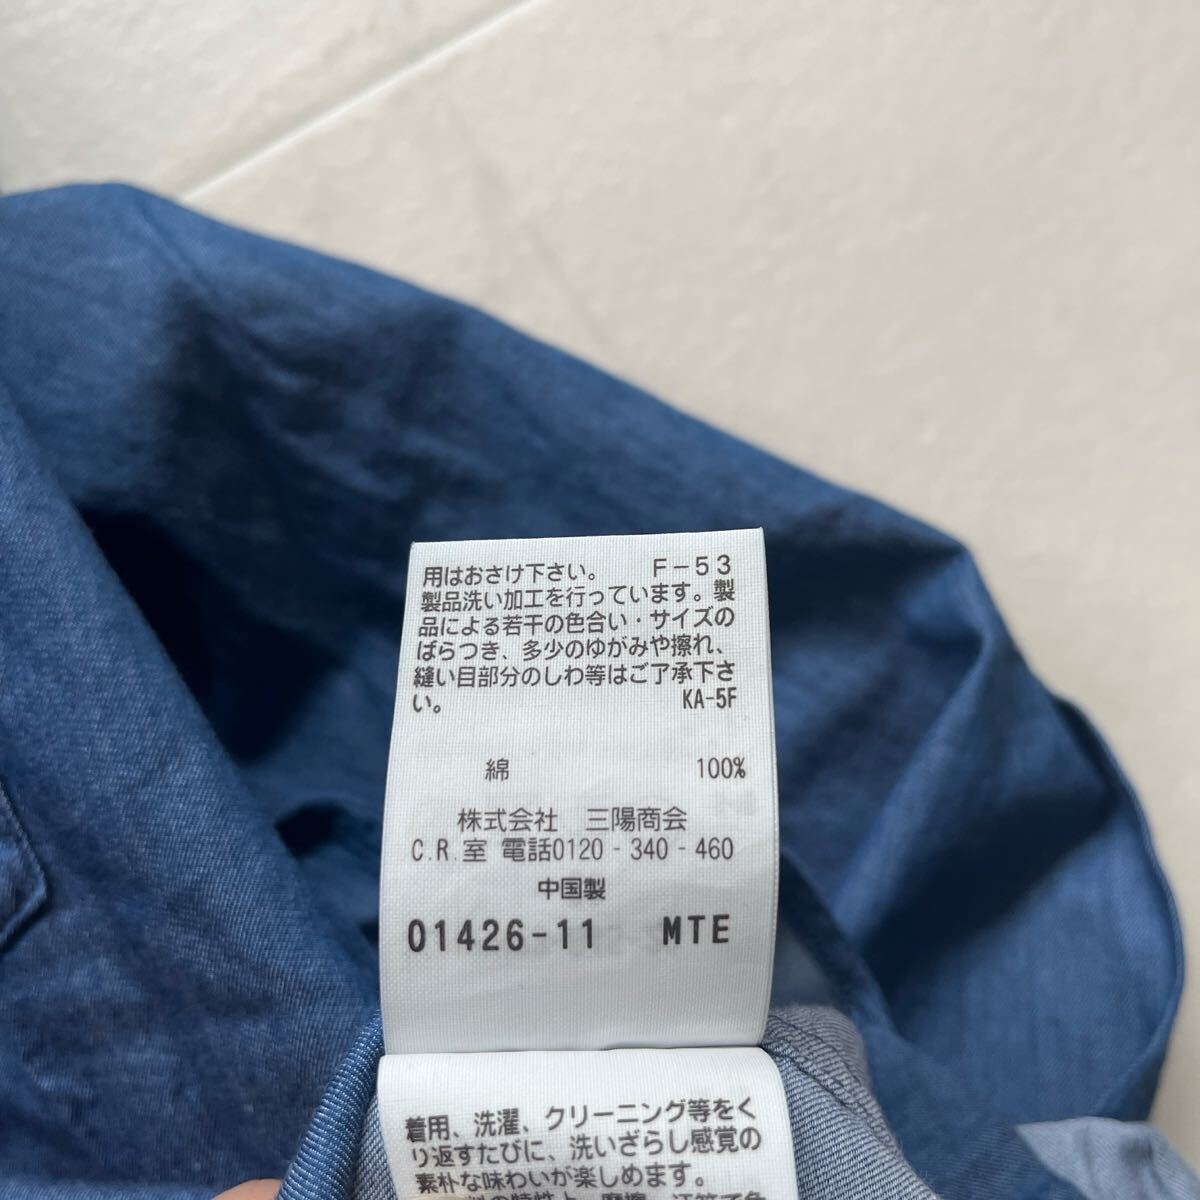 用はおさけ下さい。 F-53
製品洗い加工を行っています。製
品による若干の色合い・サイズの
ばらつき、多少のゆがみや擦れ、
縫い目部分のしわ等はご了承下さ
い。 KA-5F
綿 100%
株式会社 三陽商会
C.R.室 電話0120-340-460
中国製
01426-11 MTE
着用、洗濯、クリーニング等をく
り返すたびに、洗いざらし感覚の
素朴な味わいが楽しめます。